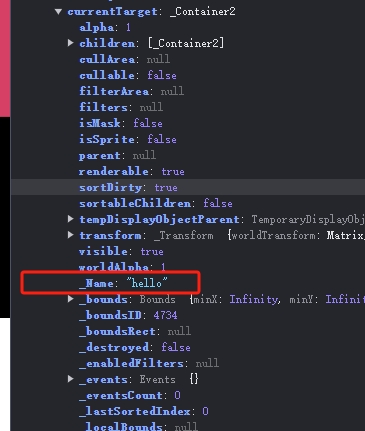 currentTarget: _Container2
alpha: 1
children: [_Container2]
cullArea: null
cullable: false
filterArea: null
filters: null
isMask: false
isSprite: false
parent: null
renderable: true
sortDirty: true
sortableChildren: false
tempDisplayObjectParent: TemporaryDisplayOb
transform: _Transform {worldTransform: Matrix,
visible: true
worldAlpha: 1
_Name: "hello"
_bounds: Bounds {minX: Infinity, minY: Infinit
_boundsID: 4734
_boundsRect: null
_destroyed: false
_enabledFilters: null
_events: Events {}
_eventsCount: 0
_lastSortedIndex: 0
_localBounds: null